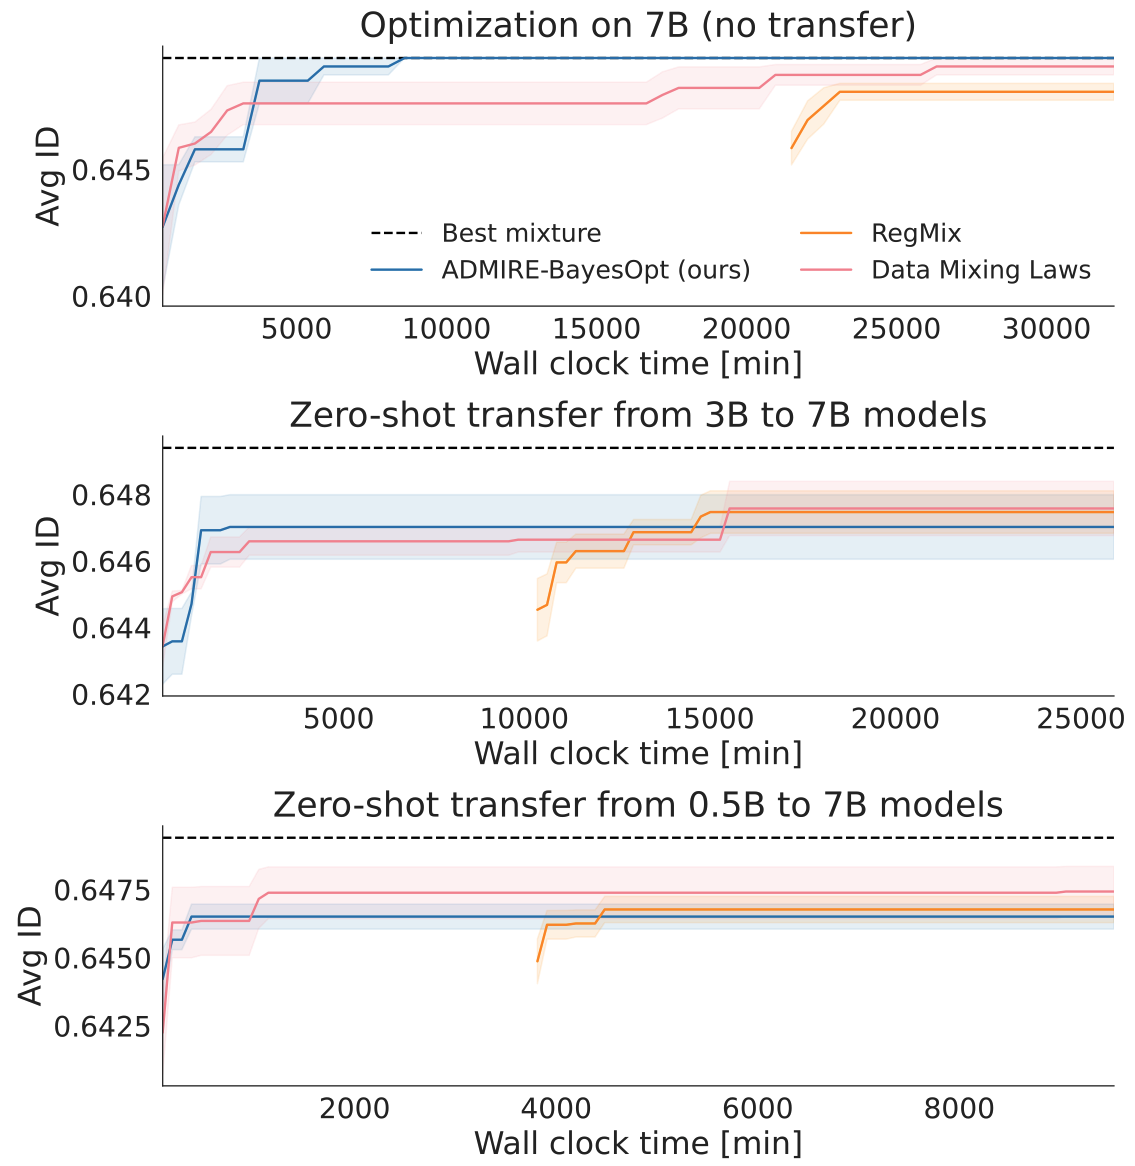 Optimization on 7B (no transfer)
Avg ID
0.645
0.640
Best mixture
ADMIRE-BayesOpt (ours)
RegMix
Data Mixing Laws
5000 10000 15000 20000 25000 30000
Wall clock time [min]
Zero-shot transfer from 3B to 7B models
Avg ID
0.648
0.646
0.644
0.642
5000 10000 15000 20000 25000
Wall clock time [min]
Zero-shot transfer from 0.5B to 7B models
Avg ID
0.6475
0.6450
0.6425
2000 4000 6000 8000
Wall clock time [min]